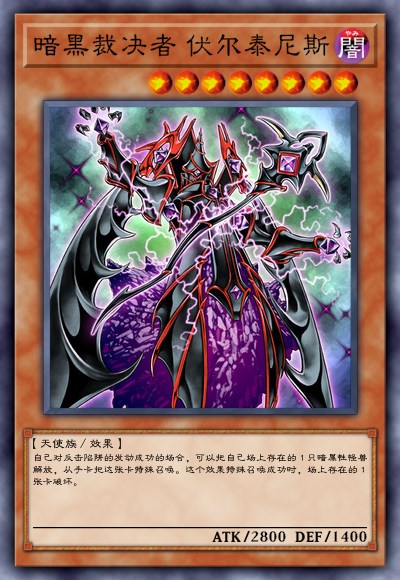 暗黑裁决者 伏尔泰尼斯
やみ
闇
【天使族／效果】
自己对反击陷阱的发动成功的场合，可以把自己场上存在的1只暗属性怪兽
解放，从手卡把这张卡特殊召唤。这个效果特殊召唤成功时，场上存在的1
张卡破坏。
ATK/2800 DEF/1400